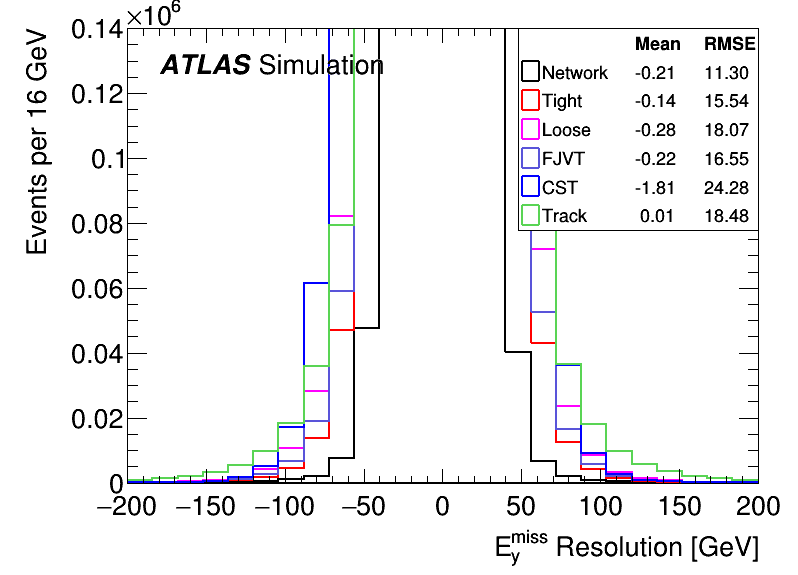 ×10⁶
Events per 16 GeV
0.14
0.12
0.1
0.08
0.06
0.04
0.02
0
ATLAS Simulation
Mean RMSE
Network -0.21 11.30
Tight -0.14 15.54
Loose -0.28 18.07
FJVT -0.22 16.55
CST -1.81 24.28
Track 0.01 18.48
−200 −150 −100 −50 0 50 100 150 200
E_y^miss Resolution [GeV]